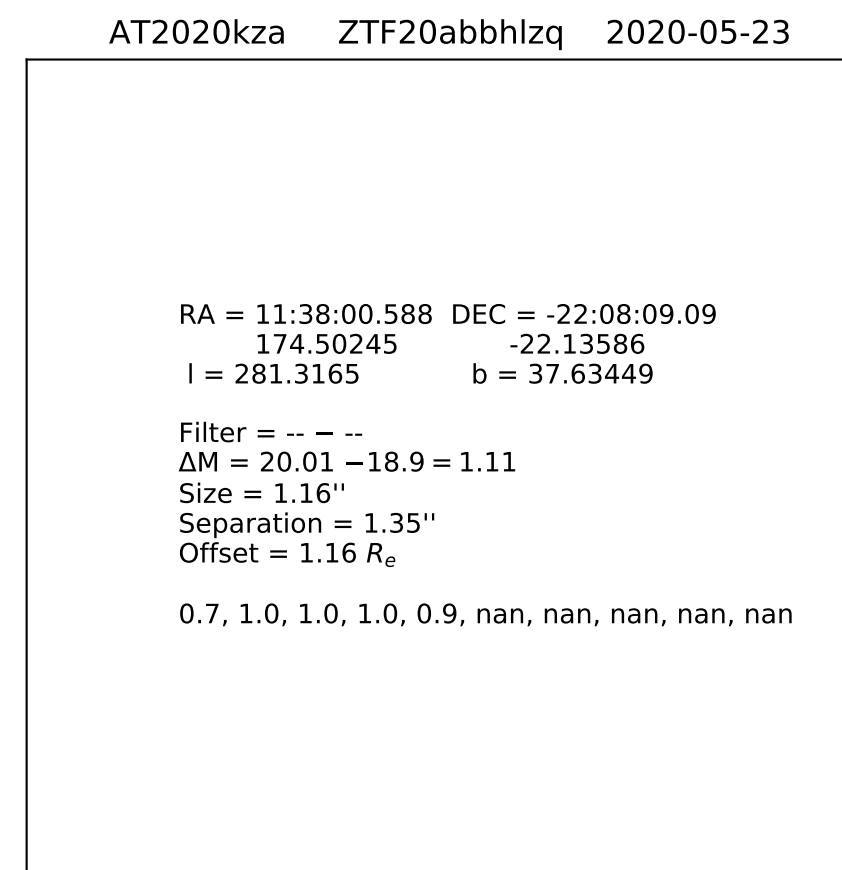 AT2020kza ZTF20abbhlzq 2020-05-23
RA = 11:38:00.588 DEC = -22:08:09.09
174.50245 -22.13586
l = 281.3165 b = 37.63449
Filter = -- − --
ΔM = 20.01 −18.9 = 1.11
Size = 1.16''
Separation = 1.35''
Offset = 1.16 Rₑ
0.7, 1.0, 1.0, 1.0, 0.9, nan, nan, nan, nan, nan